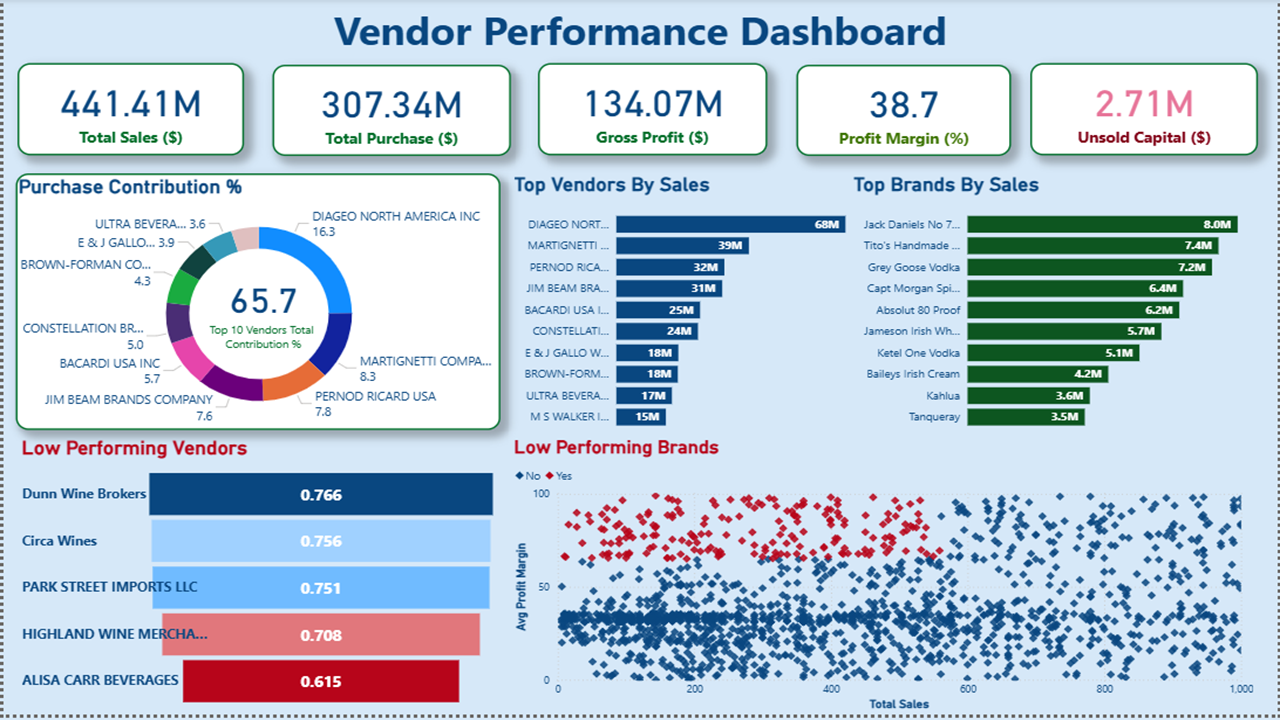 Vendor Performance Dashboard
441.41M
Total Sales ($)
307.34M
Total Purchase ($)
134.07M
Gross Profit ($)
38.7
Profit Margin (%)
2.71M
Unsold Capital ($)
Purchase Contribution %
DIAGEO NORTH AMERICA INC
16.3
MARTIGNETTI COMPA...
8.3
PERNOD RICARD USA
7.8
JIM BEAM BRANDS COMPANY
7.6
BACARDI USA INC
5.7
CONSTELLATION BR...
5.0
BROWN-FORMAN CO...
4.3
E & J GALLO... 3.9
ULTRA BEVERA... 3.6
65.7
Top 10 Vendors Total
Contribution %
Top Vendors By Sales
DIAGEO NORT... 68M
MARTIGNETTI ... 39M
PERNOD RICA... 32M
JIM BEAM BRA... 31M
BACARDI USA I... 25M
CONSTELLATI... 24M
E & J GALLO W... 18M
BROWN-FORM... 18M
ULTRA BEVERA... 17M
M S WALKER I... 15M
Top Brands By Sales
Jack Daniels No 7... 8.0M
Tito's Handmade ... 7.4M
Grey Goose Vodka 7.2M
Capt Morgan Spi... 6.4M
Absolut 80 Proof 6.2M
Jameson Irish Wh... 5.7M
Ketel One Vodka 5.1M
Baileys Irish Cream 4.2M
Kahlua 3.6M
Tanqueray 3.5M
Low Performing Vendors
Dunn Wine Brokers 0.766
Circa Wines 0.756
PARK STREET IMPORTS LLC 0.751
HIGHLAND WINE MERCHA... 0.708
ALISA CARR BEVERAGES 0.615
Low Performing Brands
No Yes
100
50
0
Avg Profit Margin
0 200 400 600 800 1,000
Total Sales